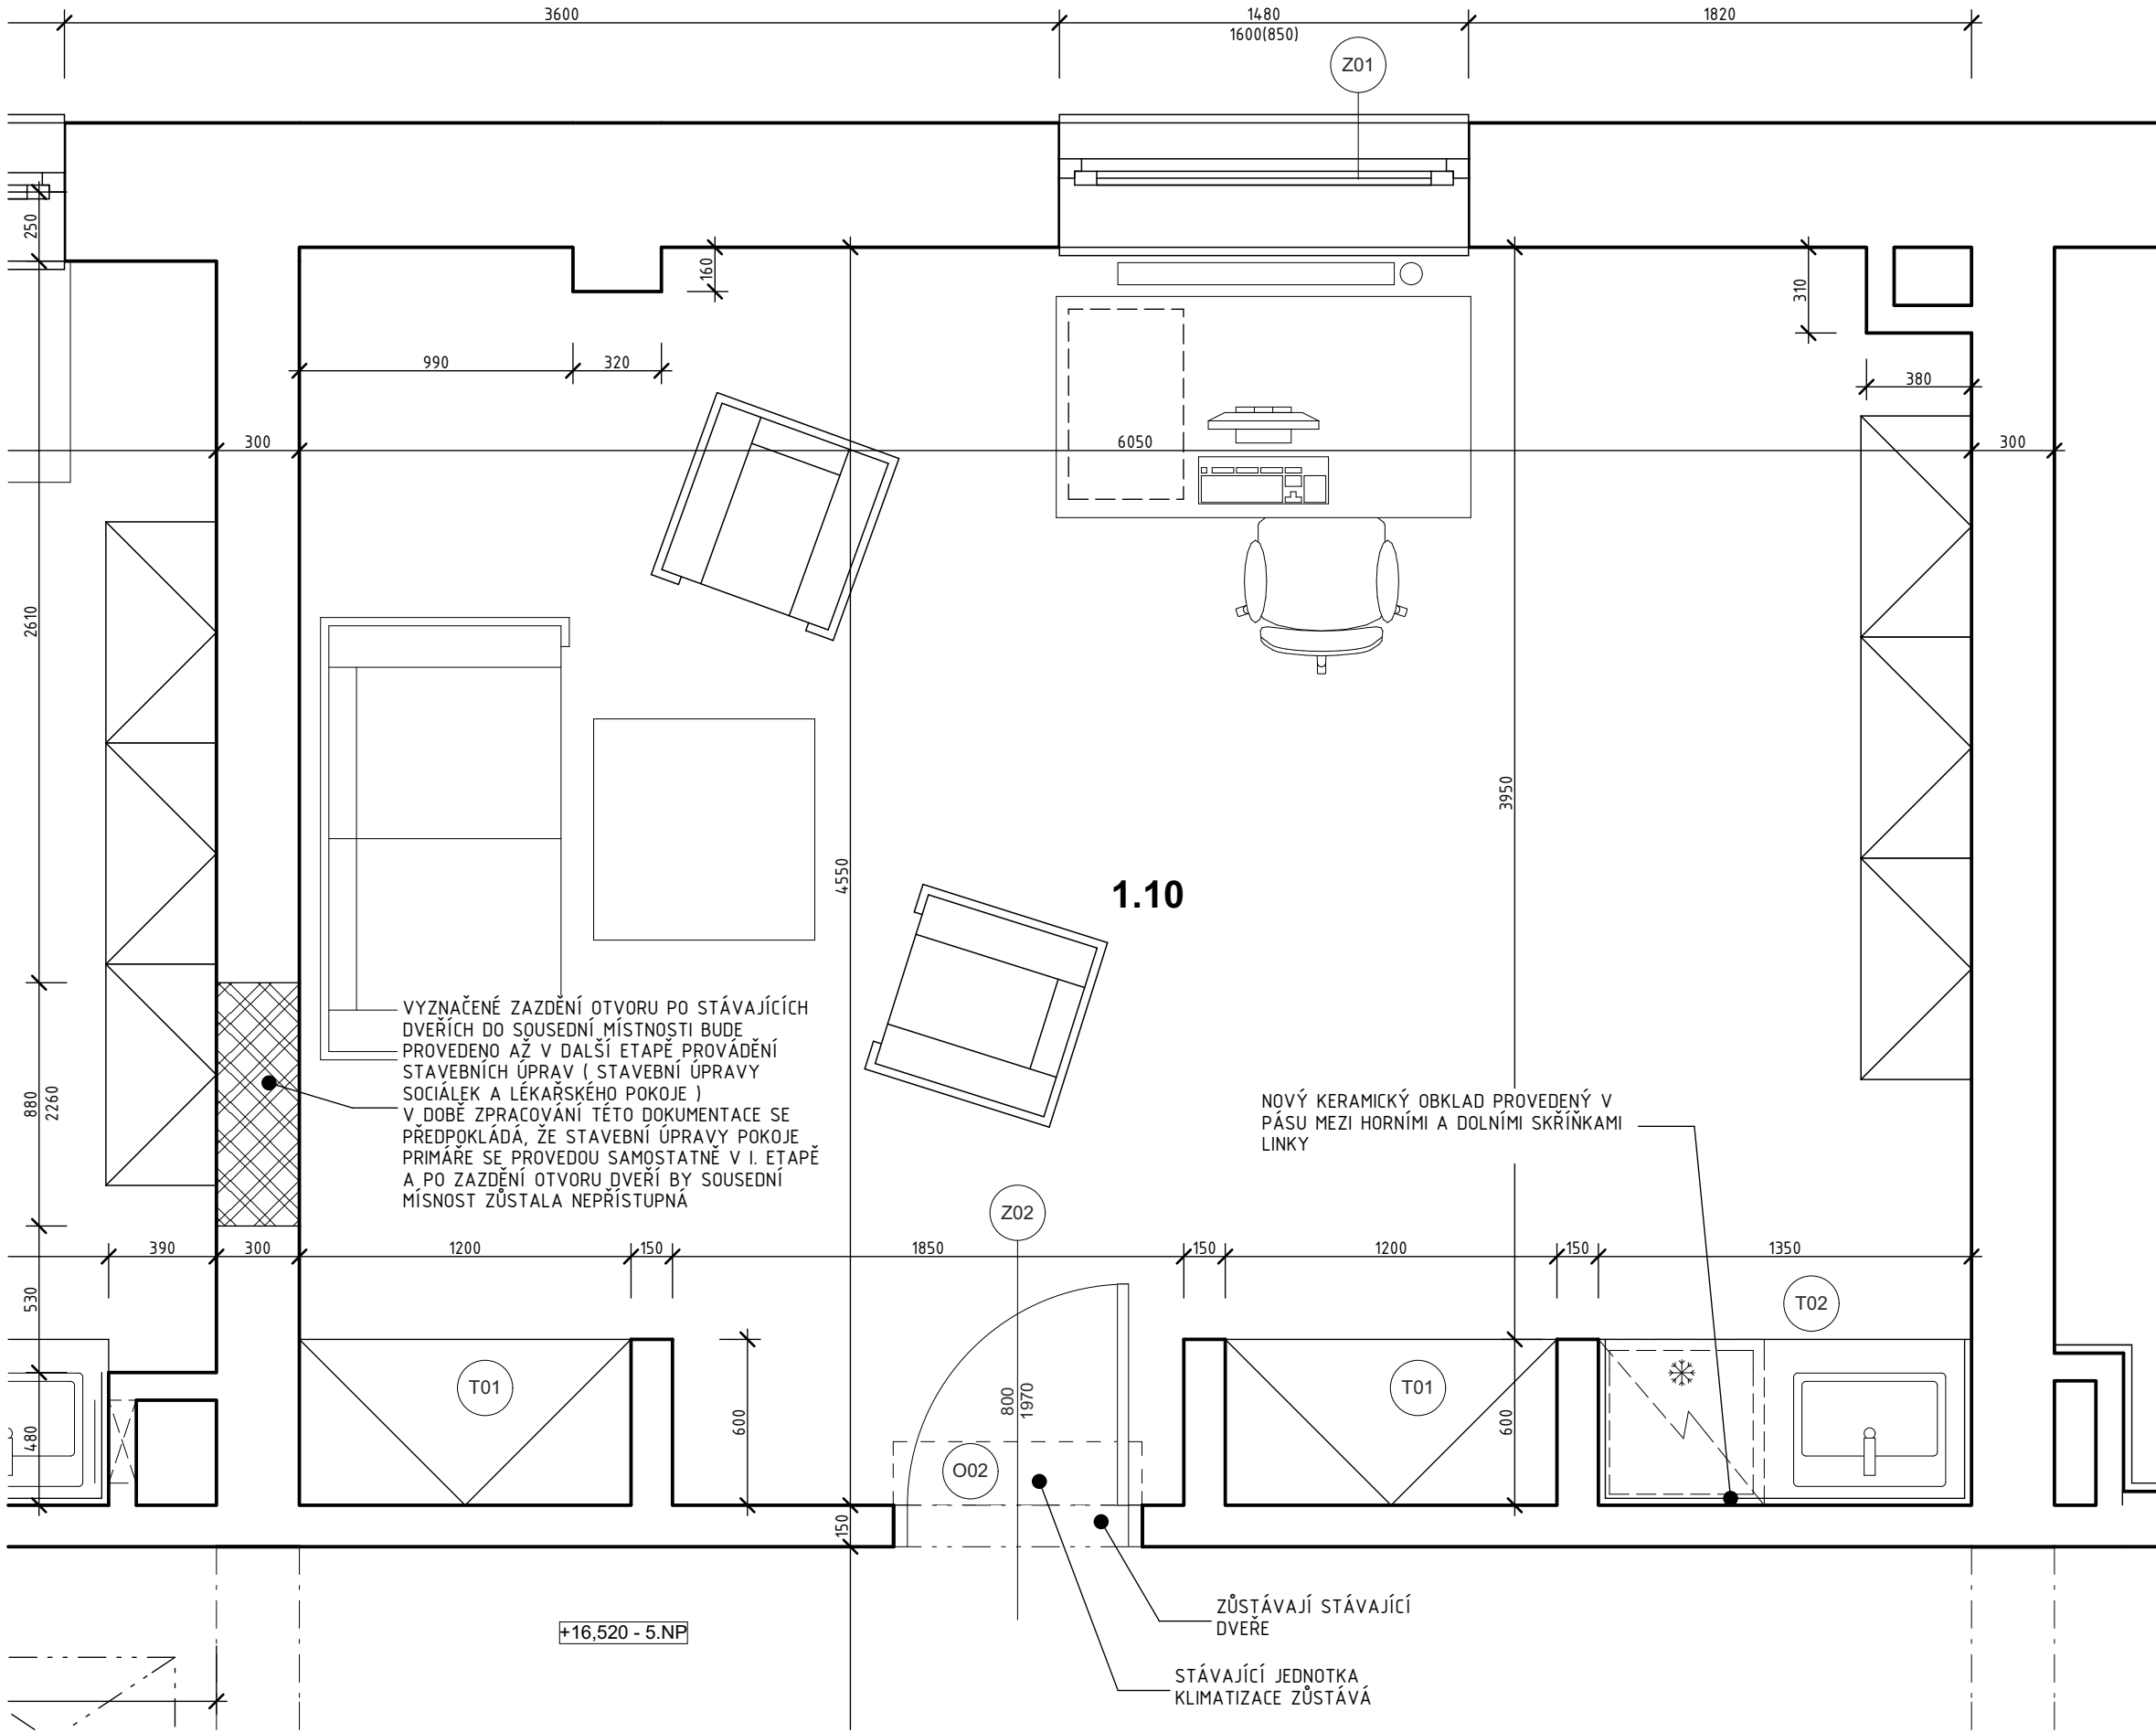 3600
1480
1820
1600(850)
Z01
250
160
310
990
320
380
300
6050
300
2610
3950
4550
1.10
VYZNAČENÉ ZAZDĚNÍ OTVORU PO STÁVAJÍCÍCH
DVEŘÍCH DO SOUSEDNÍ MÍSTNOSTI BUDE
PROVEDENO AŽ V DALŠÍ ETAPĚ PROVÁDĚNÍ
STAVEBNÍCH ÚPRAV ( STAVEBNÍ ÚPRAVY
SOCIÁLEK A LÉKAŘSKÉHO POKOJE )
V DOBĚ ZPRACOVÁNÍ TÉTO DOKUMENTACE SE
PŘEDPOKLÁDÁ, ŽE STAVEBNÍ ÚPRAVY POKOJE
PRIMÁŘE SE PROVEDOU SAMOSTATNĚ V I. ETAPĚ
A PO ZAZDĚNÍ OTVORU DVEŘÍ BY SOUSEDNÍ
MÍSNOST ZŮSTALA NEPŘÍSTUPNÁ
880
2260
NOVÝ KERAMICKÝ OBKLAD PROVEDENÝ V
PÁSU MEZI HORNÍMI A DOLNÍMI SKŘÍŇKAMI
LINKY
Z02
390
300
1200
150
1850
150
1200
150
1350
530
T02
T01
T01
800
1970
600
600
480
O02
150
ZŮSTÁVAJÍ STÁVAJÍCÍ
DVEŘE
+16,520 - 5.NP
STÁVAJÍCÍ JEDNOTKA
KLIMATIZACE ZŮSTÁVÁ